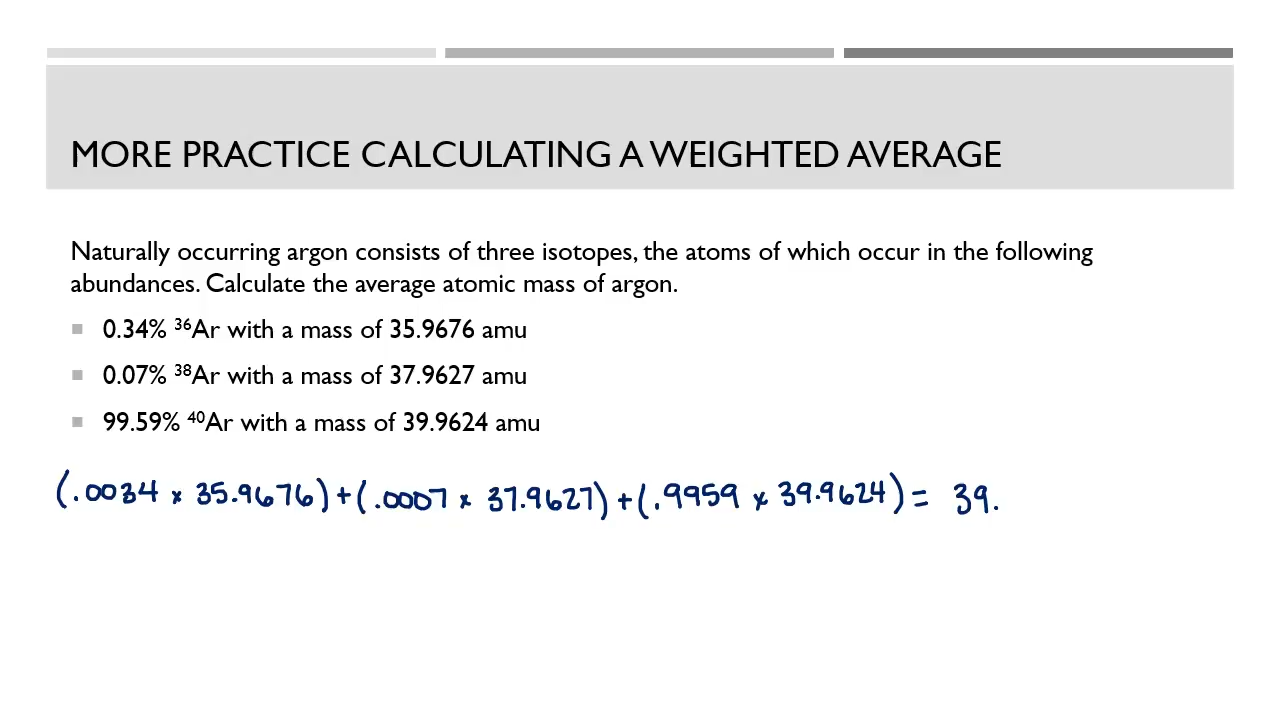 MORE PRACTICE CALCULATING A WEIGHTED AVERAGE
Naturally occurring argon consists of three isotopes, the atoms of which occur in the following
abundances. Calculate the average atomic mass of argon.
0.34% ³⁶Ar with a mass of 35.9676 amu
0.07% ³⁸Ar with a mass of 37.9627 amu
99.59% ⁴⁰Ar with a mass of 39.9624 amu
(.0034 x 35.9676) + (.0007 x 37.9627) + (.9959 x 39.9624) = 39.